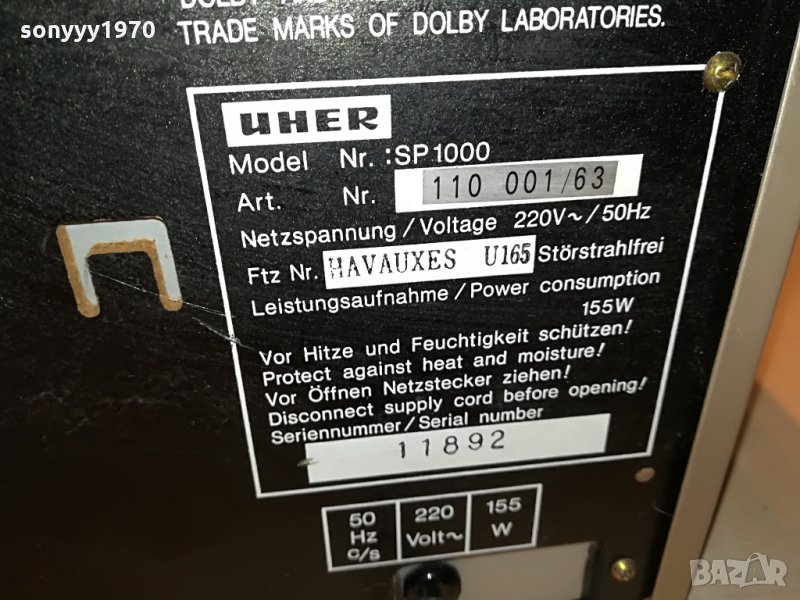 sonyyy1970
TRADE MARKS OF DOLBY LABORATORIES.
UHER
Model Nr. :SP1000
Art. Nr. 110 001/63
Netzspannung/Voltage 220V~/50Hz
Ftz Nr. HAVAUXES U165 Störstrahlfrei
Leistungsaufnahme/Power consumption
155W
Vor Hitze und Feuchtigkeit schützen!
Protect against heat and moisture!
Vor Öffnen Netzstecker ziehen!
Disconnect supply cord before opening!
Seriennummer/Serial number
11892
50 Hz c/s
220 Volt~
155 W
BAZAR
bg